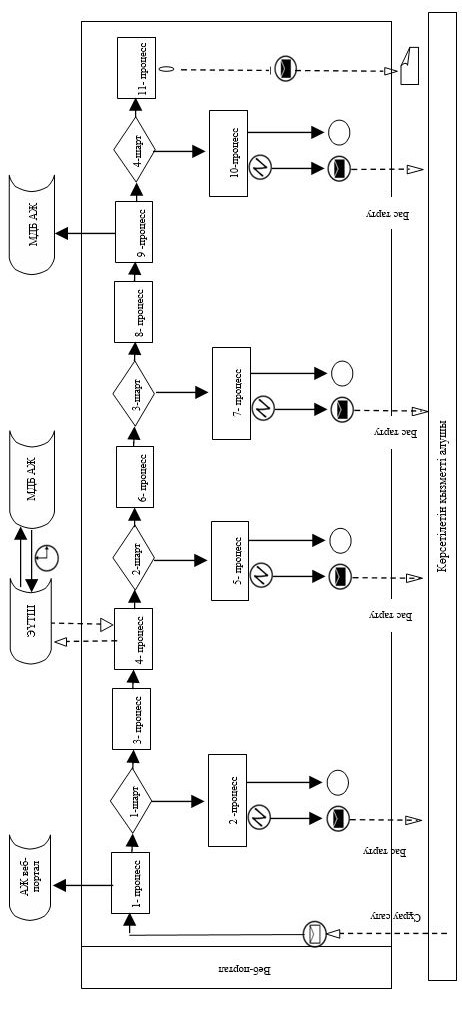 АЖ веб-
портал
ЭҮТШ
МДБ АЖ
МДБ АЖ
1- процесс
1-шарт
3- процесс
4- процесс
2-шарт
6- процесс
3-шарт
8- процесс
9 -процесс
4-шарт
11- процесс
2 -процесс
5- процесс
7- процесс
10-процесс
Сұрау салу
Бас тарту
Бас тарту
Бас тарту
Бас тарту
Веб-портал
Көрсетілетін қызметті алушы